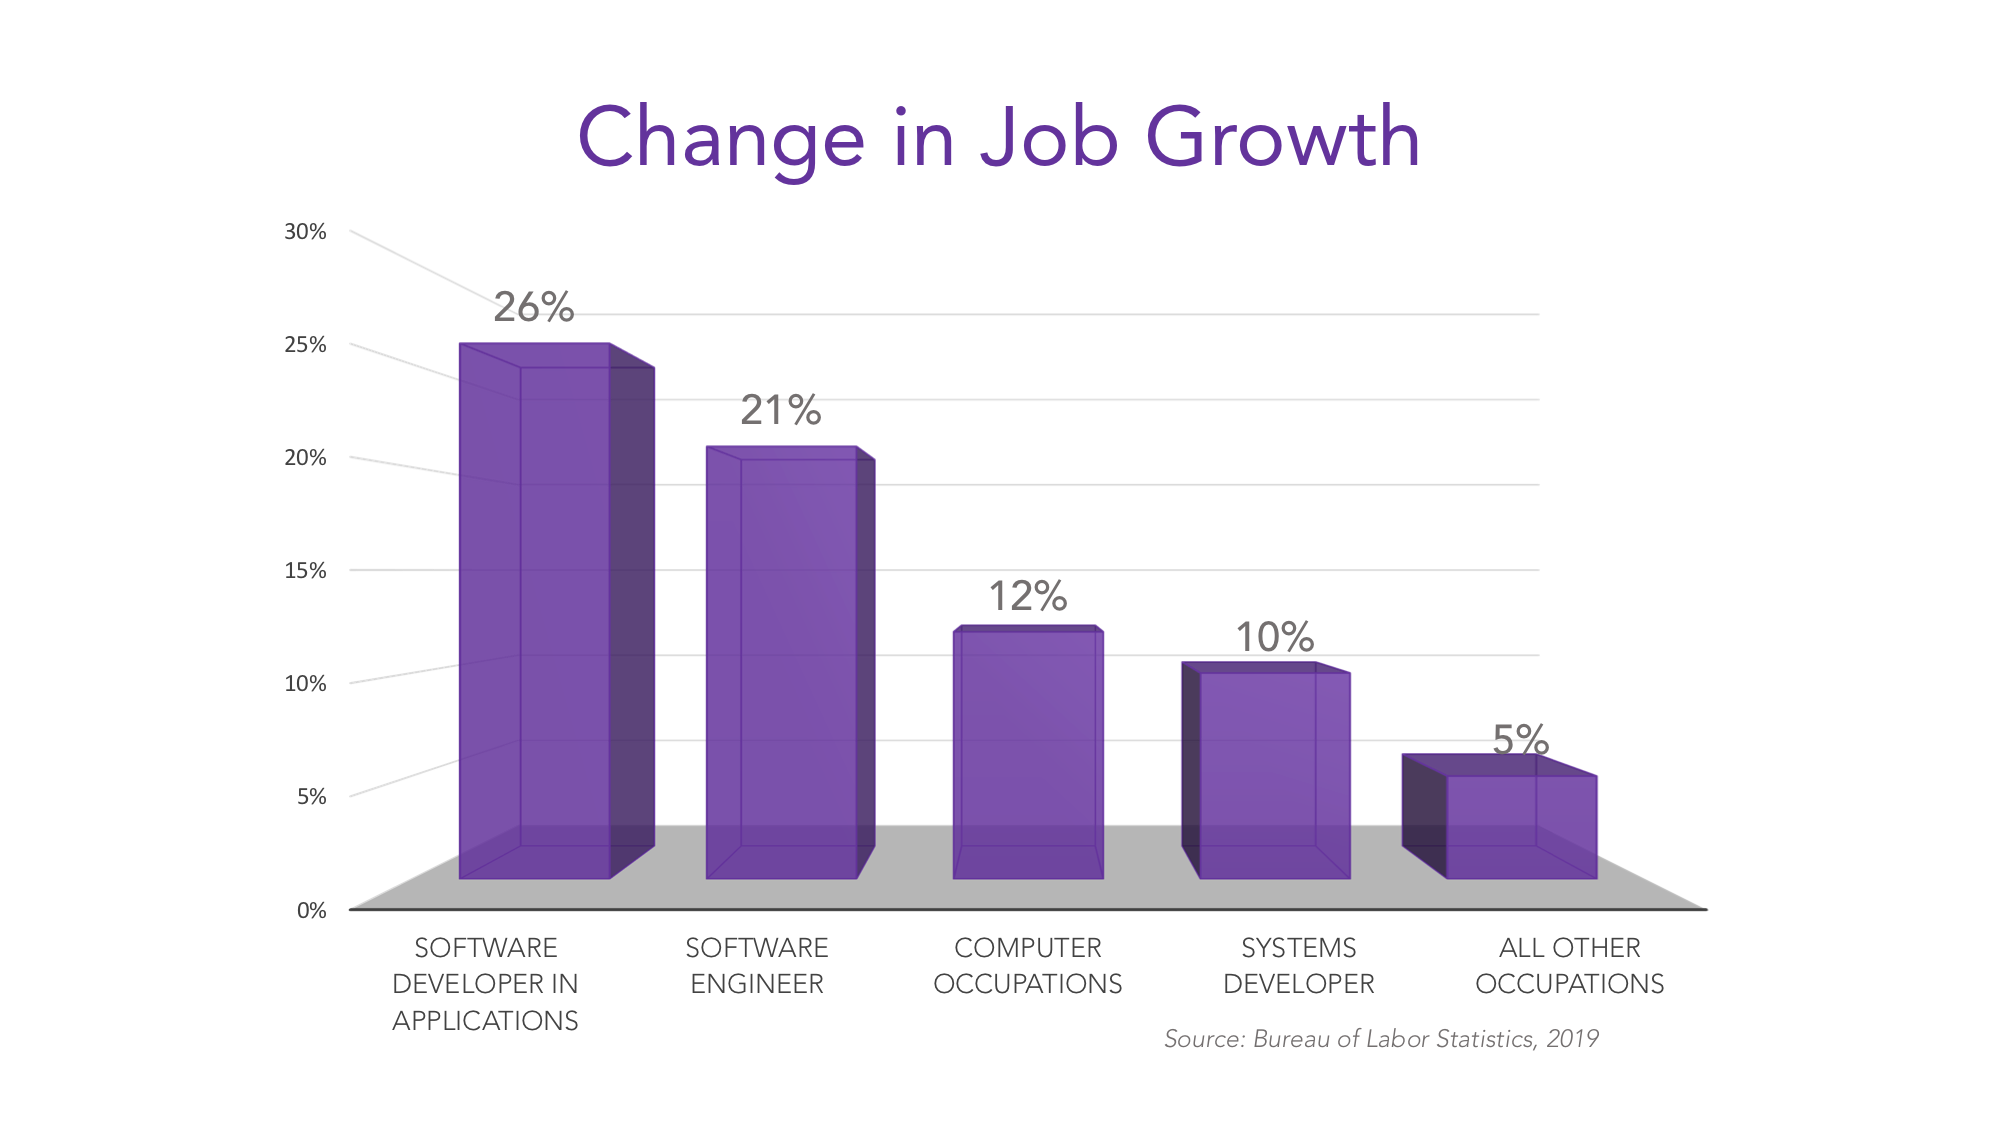 Change in Job Growth
30%
25%
20%
15%
10%
5%
0%
26%
21%
12%
10%
5%
SOFTWARE
DEVELOPER IN
APPLICATIONS
SOFTWARE
ENGINEER
COMPUTER
OCCUPATIONS
SYSTEMS
DEVELOPER
ALL OTHER
OCCUPATIONS
Source: Bureau of Labor Statistics, 2019